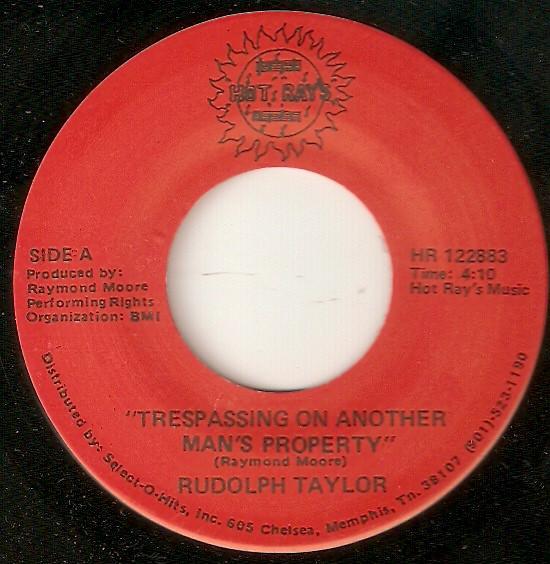 HOT RAY'S
SIDE A
Produced by:
Raymond Moore
Performing Rights
Organization: BMI
HR 122883
Time: 4:10
Hot Ray's Music
"TRESPASSING ON ANOTHER
MAN'S PROPERTY"
(Raymond Moore)
RUDOLPH TAYLOR
Distributed by: Select-O-Hits, Inc. 605 Chelsea, Memphis, Tn. 38107 (901)-523-1190